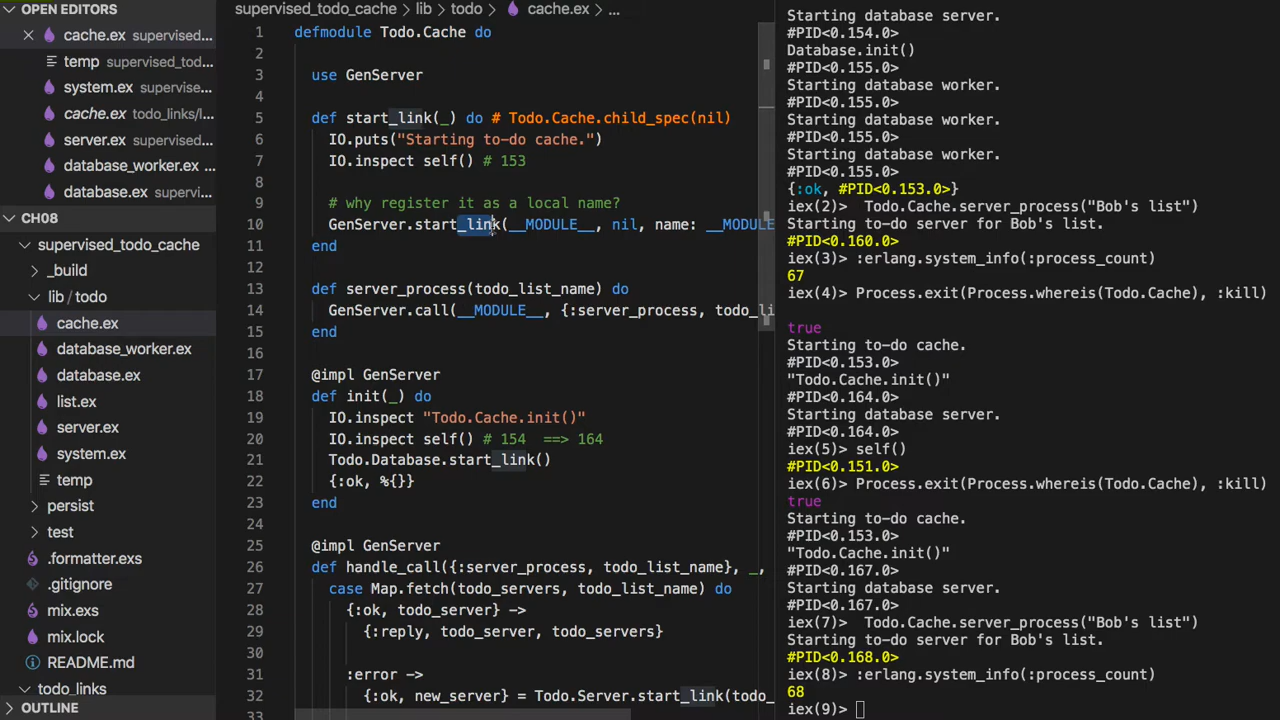 OPEN EDITORS
cache.ex supervised...
temp supervised_tod...
system.ex supervised...
cache.ex todo_links/l
server.ex supervised...
database_worker.ex
database.ex supervi...
CH08
supervised_todo_cache
_build
lib / todo
cache.ex
database_worker.ex
database.ex
list.ex
server.ex
system.ex
temp
persist
test
.formatter.exs
.gitignore
mix.exs
mix.lock
README.md
todo_links
OUTLINE
supervised_todo_cache › lib › todo › cache.ex › ...
1 defmodule Todo.Cache do
2
3 use GenServer
4
5 def start_link(_) do # Todo.Cache.child_spec(nil)
6 IO.puts("Starting to-do cache.")
7 IO.inspect self() # 153
8
9 # why register it as a local name?
10 GenServer.start_link(__MODULE__, nil, name: __MODULE
11 end
12
13 def server_process(todo_list_name) do
14 GenServer.call(__MODULE__, {:server_process, todo_li
15 end
16
17 @impl GenServer
18 def init(_) do
19 IO.inspect "Todo.Cache.init()"
20 IO.inspect self() # 154 ==> 164
21 Todo.Database.start_link()
22 {:ok, %{}}
23 end
24
25 @impl GenServer
26 def handle_call({:server_process, todo_list_name}, _,
27 case Map.fetch(todo_servers, todo_list_name) do
28 {:ok, todo_server} ->
29 {:reply, todo_server, todo_servers}
30
31 :error ->
32 {:ok, new_server} = Todo.Server.start_link(todo_
33
Starting database server.
#PID<0.154.0>
Database.init()
#PID<0.155.0>
Starting database worker.
#PID<0.155.0>
Starting database worker.
#PID<0.155.0>
Starting database worker.
#PID<0.155.0>
{:ok, #PID<0.153.0>}
iex(2)> Todo.Cache.server_process("Bob's list")
Starting to-do server for Bob's list.
#PID<0.160.0>
iex(3)> :erlang.system_info(:process_count)
67
iex(4)> Process.exit(Process.whereis(Todo.Cache), :kill)
true
Starting to-do cache.
#PID<0.153.0>
"Todo.Cache.init()"
#PID<0.164.0>
Starting database server.
#PID<0.164.0>
iex(5)> self()
#PID<0.151.0>
iex(6)> Process.exit(Process.whereis(Todo.Cache), :kill)
true
Starting to-do cache.
#PID<0.153.0>
"Todo.Cache.init()"
#PID<0.167.0>
Starting database server.
#PID<0.167.0>
iex(7)> Todo.Cache.server_process("Bob's list")
Starting to-do server for Bob's list.
#PID<0.168.0>
iex(8)> :erlang.system_info(:process_count)
68
iex(9)>